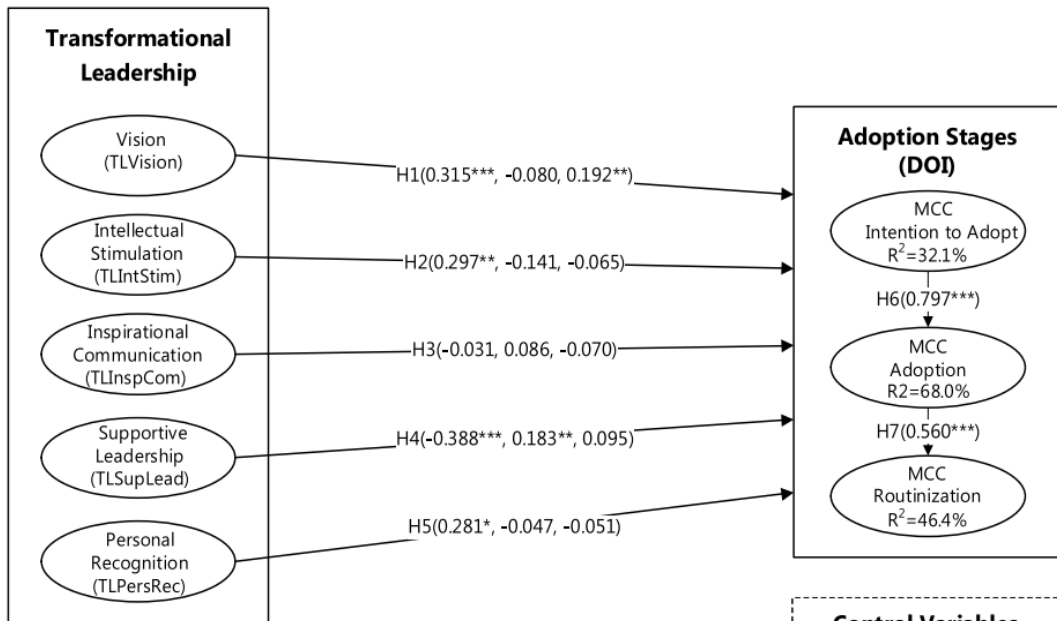 Transformational
Leadership
Vision
(TLVision)
Intellectual
Stimulation
(TLIntStim)
Inspirational
Communication
(TLInspCom)
Supportive
Leadership
(TLSupLead)
Personal
Recognition
(TLPersRec)
H1(0.315***, -0.080, 0.192**)
H2(0.297**, -0.141, -0.065)
H3(-0.031, 0.086, -0.070)
H4(-0.388***, 0.183**, 0.095)
H5(0.281*, -0.047, -0.051)
Adoption Stages
(DOI)
MCC
Intention to Adopt
R²=32.1%
H6(0.797***)
MCC
Adoption
R2=68.0%
H7(0.560***)
MCC
Routinization
R²=46.4%
Control Variables